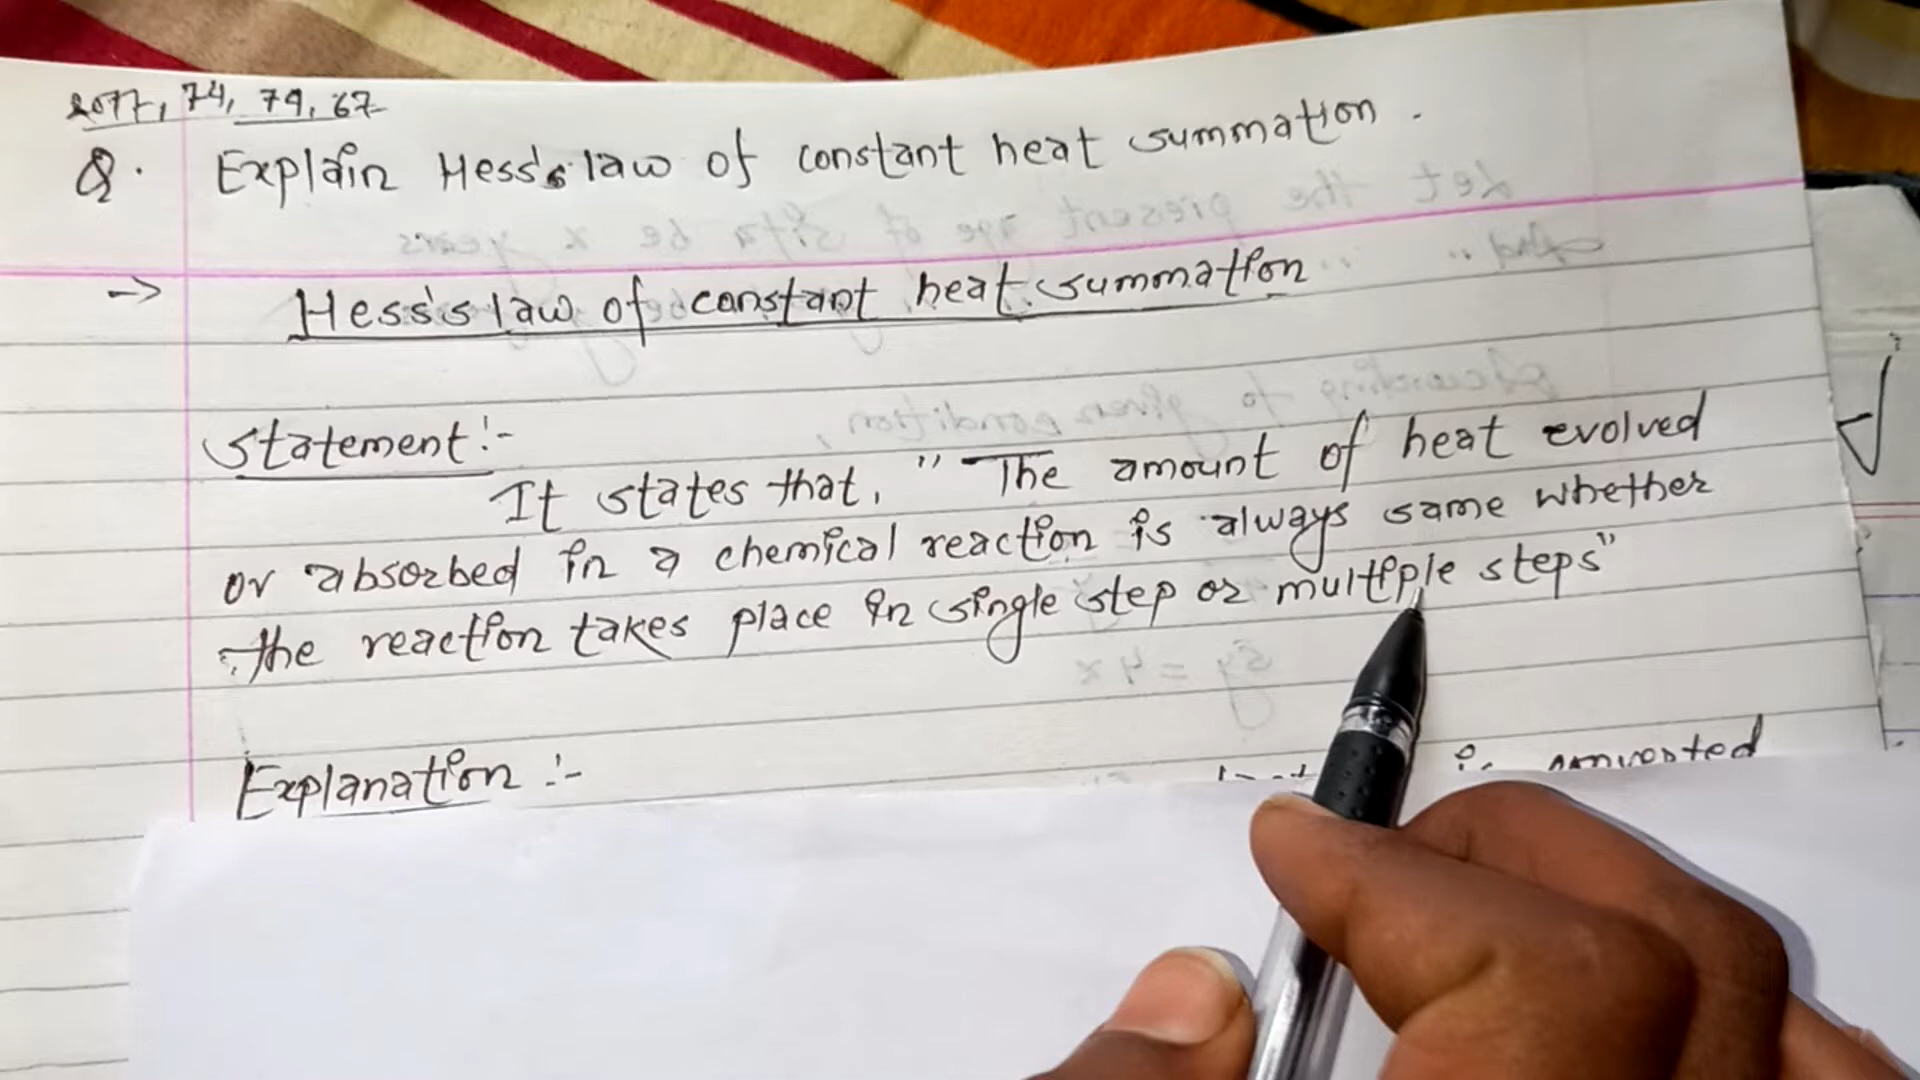 2077, 74, 79, 67
Q. Explain Hess's law of constant heat summation.
→ Hess's law of constant heat summation
Statement:-
It states that, "The amount of heat evolved
or absorbed in a chemical reaction is always same whether
the reaction takes place in single step or multiple steps"
Explanation:-
is converted